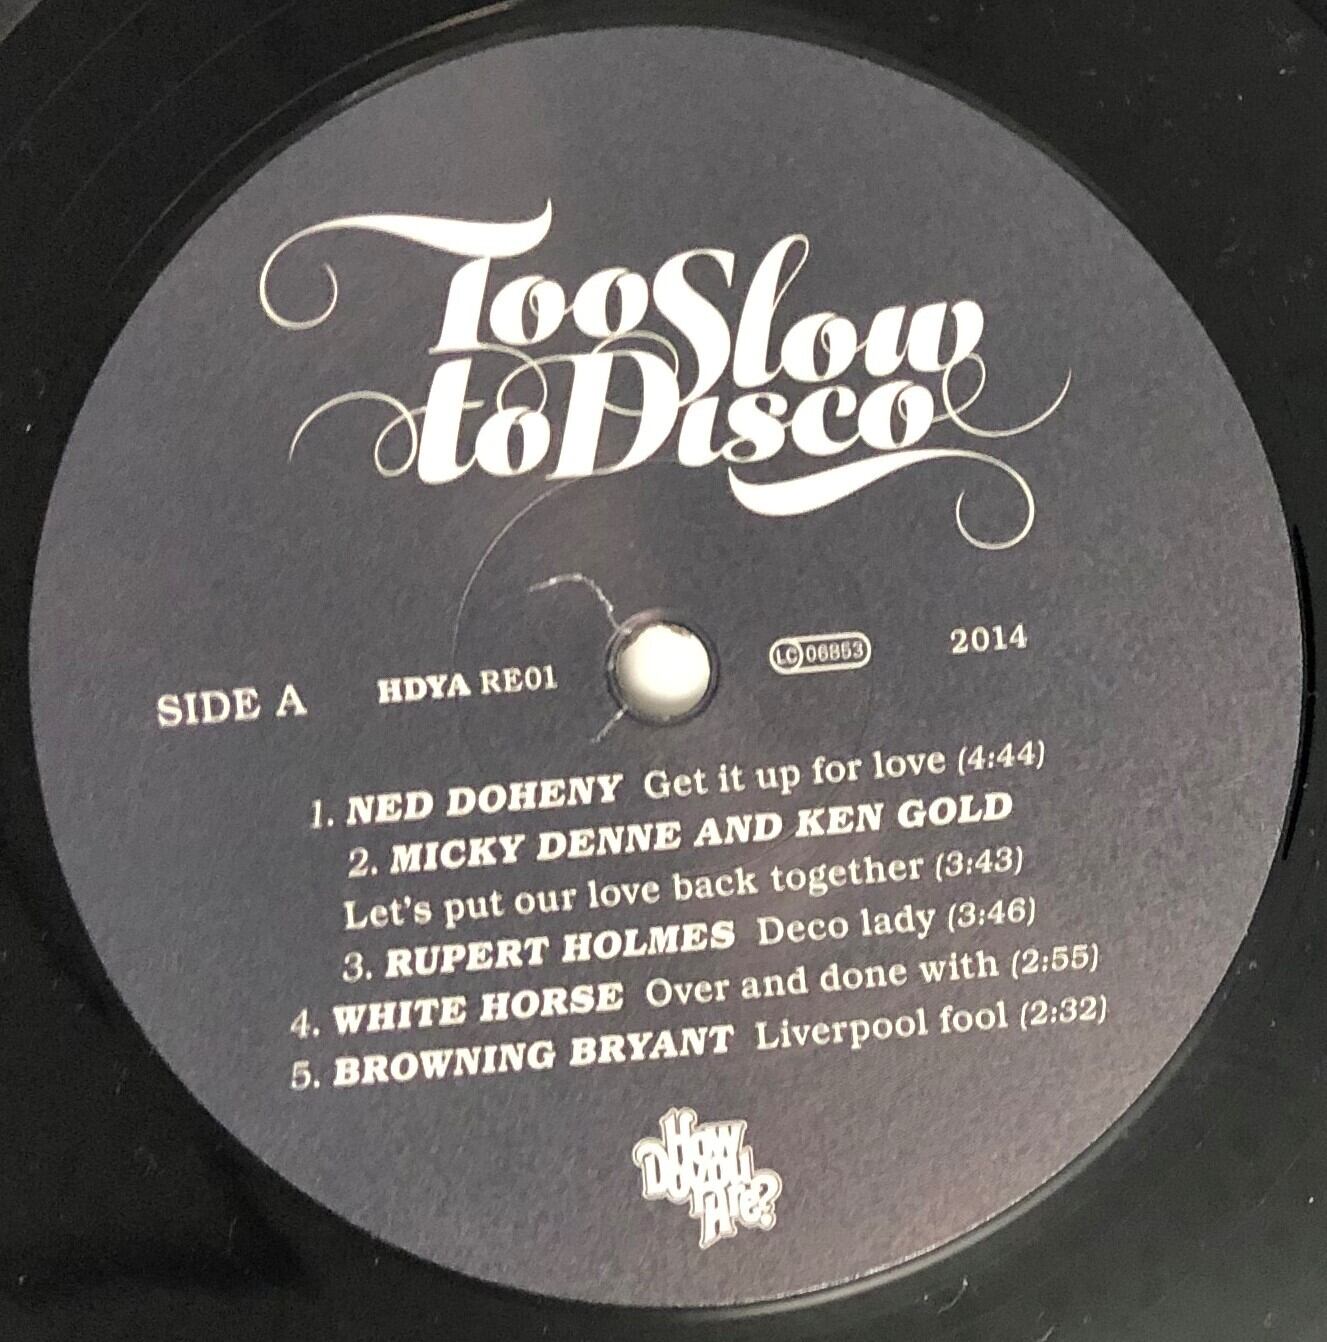 Too Slow
to Disco
SIDE A HDYA RE01 LC 06853 2014
1. NED DOHENY Get it up for love (4:44)
2. MICKY DENNE AND KEN GOLD
Let's put our love back together (3:43)
3. RUPERT HOLMES Deco lady (3:46)
4. WHITE HORSE Over and done with (2:55)
5. BROWNING BRYANT Liverpool fool (2:32)
How
Do You
Are?